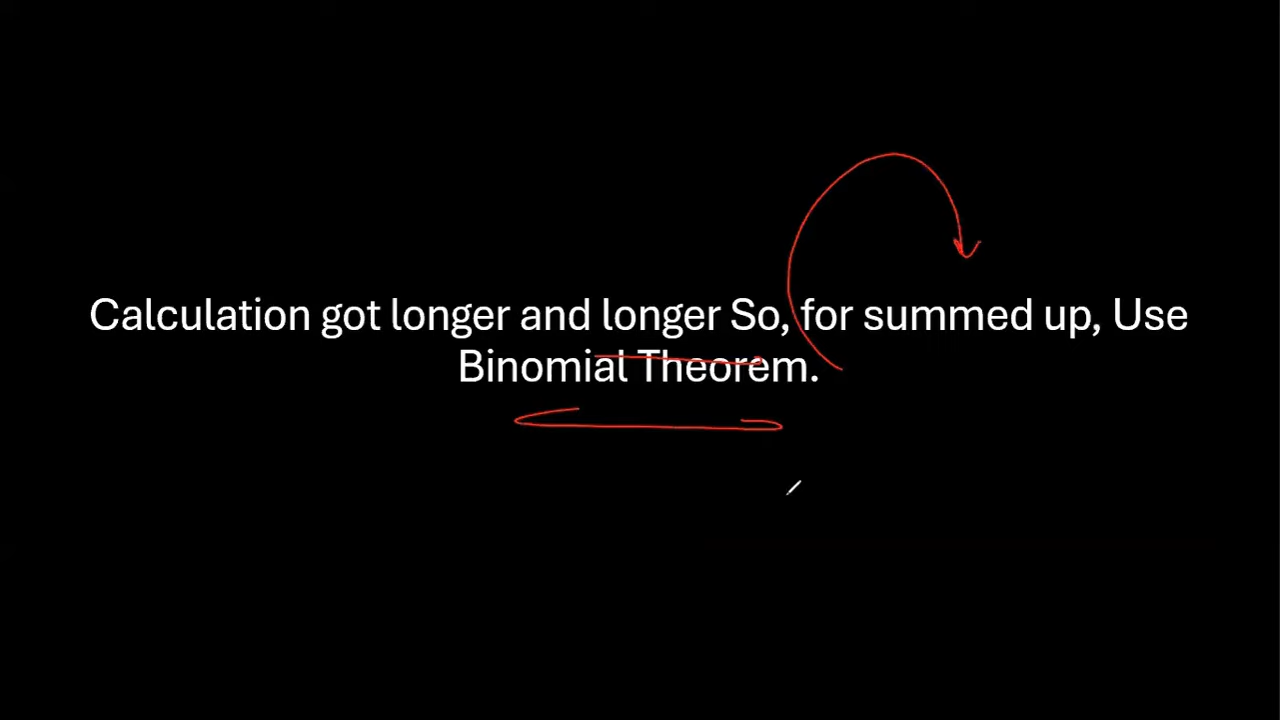 Calculation got longer and longer So, for summed up, Use
Binomial Theorem.